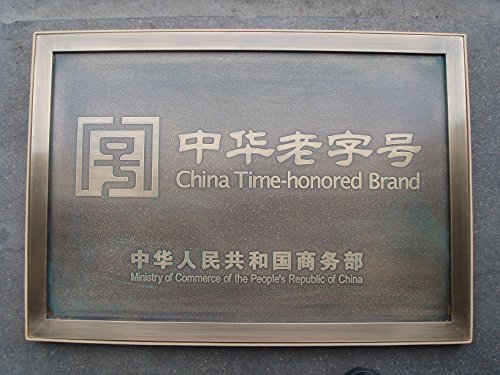 中华老字号
China Time-honored Brand
中华人民共和国商务部
Ministry of Commerce of the People's Republic of China